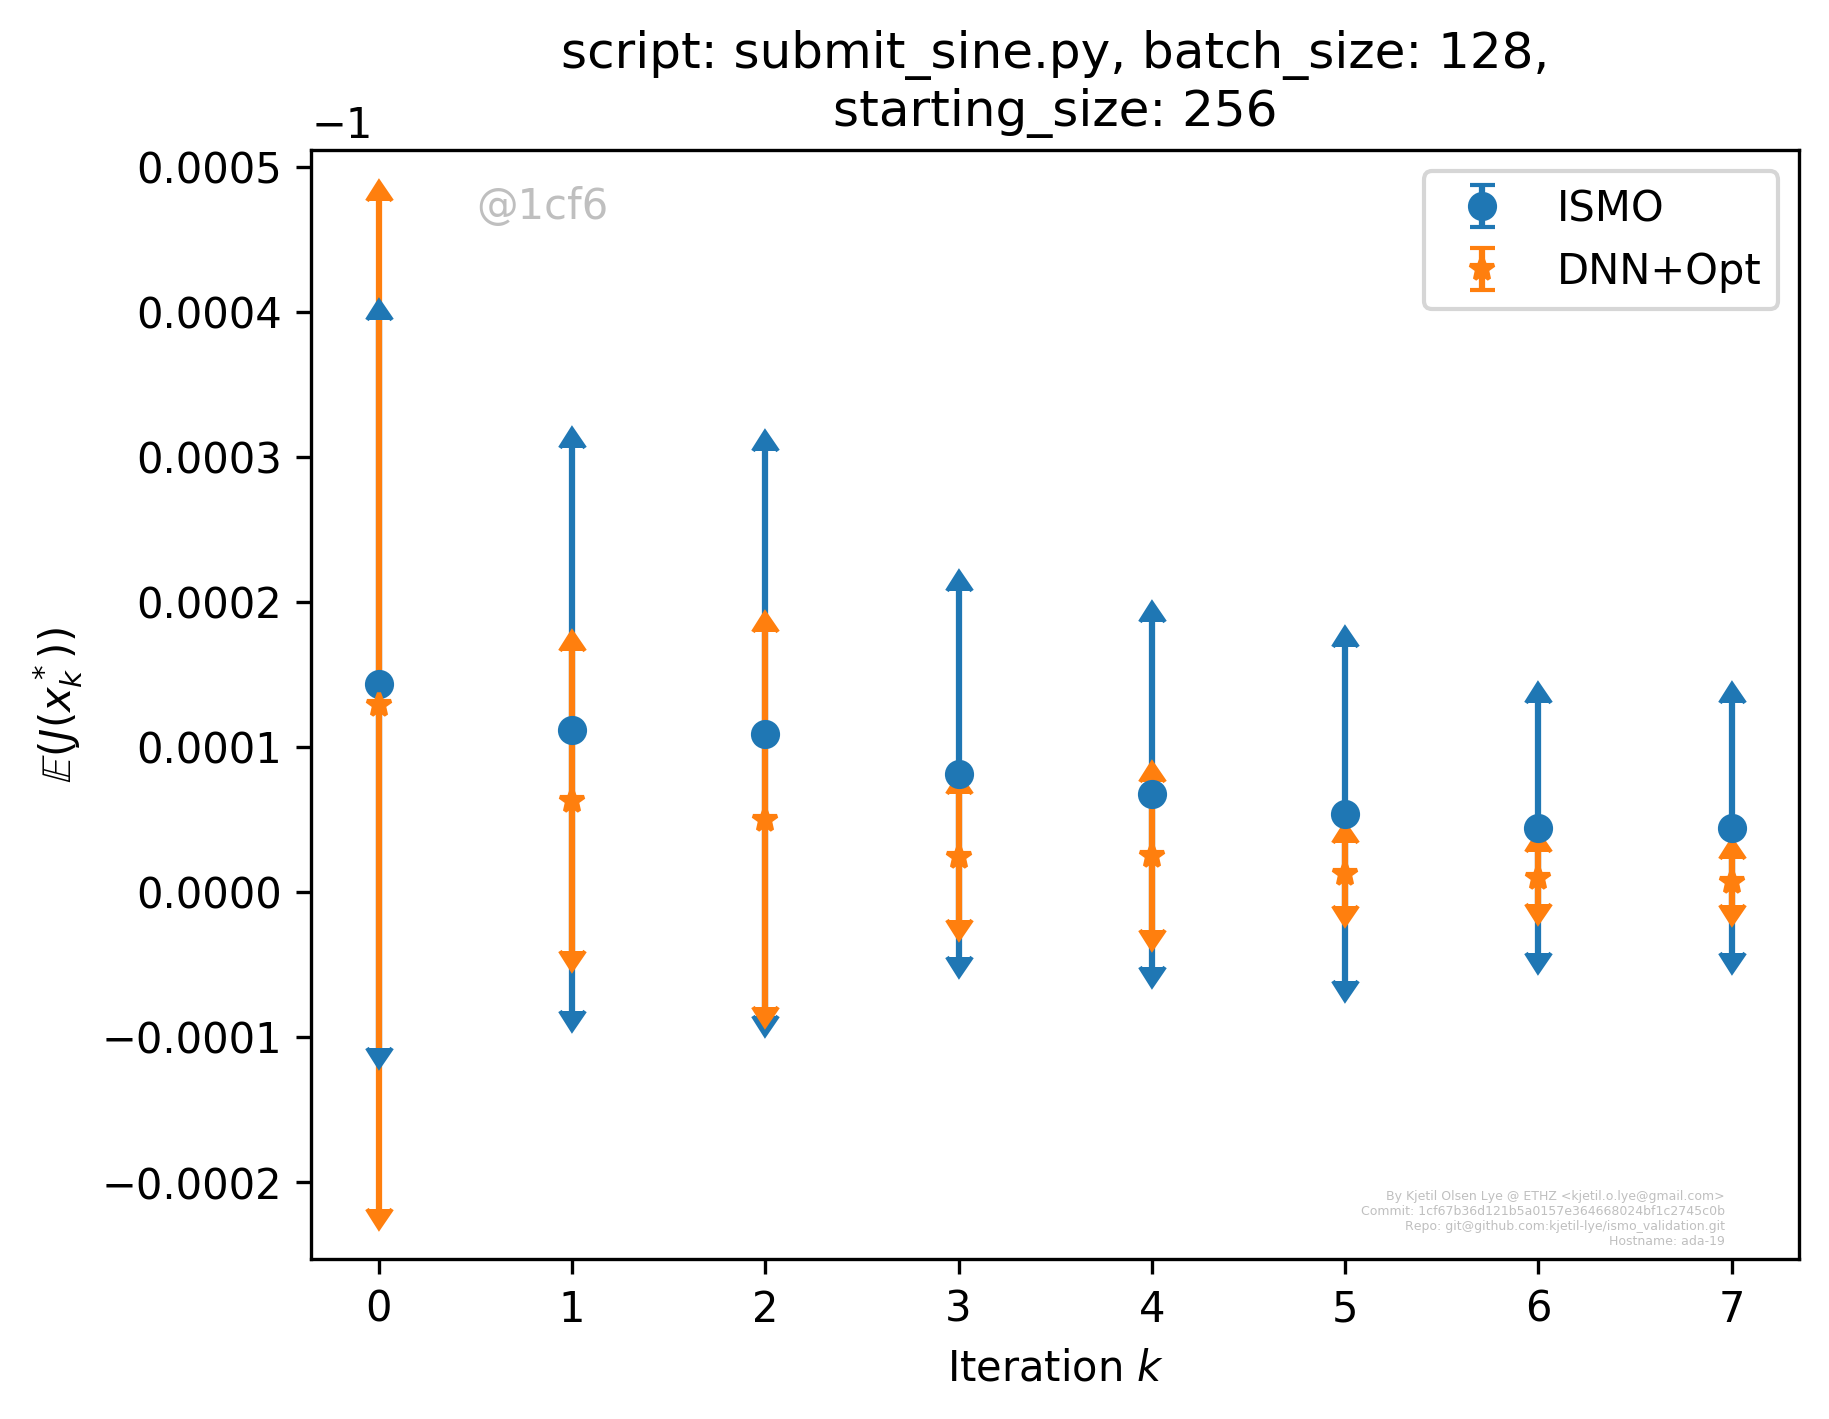 script: submit_sine.py, batch_size: 128,
starting_size: 256
−1
0.0005
0.0004
0.0003
0.0002
0.0001
0.0000
−0.0001
−0.0002
𝔼(J(x*k))
@1cf6
ISMO
DNN+Opt
By Kjetil Olsen Lye @ ETHZ <kjetil.o.lye@gmail.com>
Commit: 1cf67b36d121b5a0157e364668024bf1c2745c0b
Repo: git@github.com:kjetil-lye/ismo_validation.git
Hostname: ada-19
0 1 2 3 4 5 6 7
Iteration k